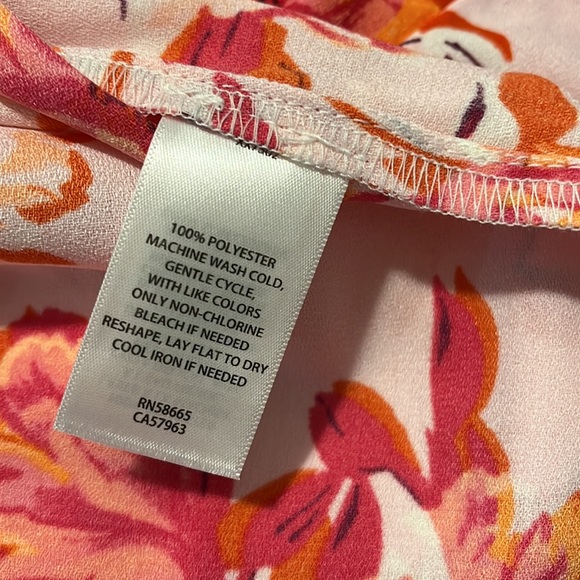 100% POLYESTER
MACHINE WASH COLD,
GENTLE CYCLE,
WITH LIKE COLORS
ONLY NON-CHLORINE
BLEACH IF NEEDED
RESHAPE, LAY FLAT TO DRY
COOL IRON IF NEEDED
RN58665
CA57963